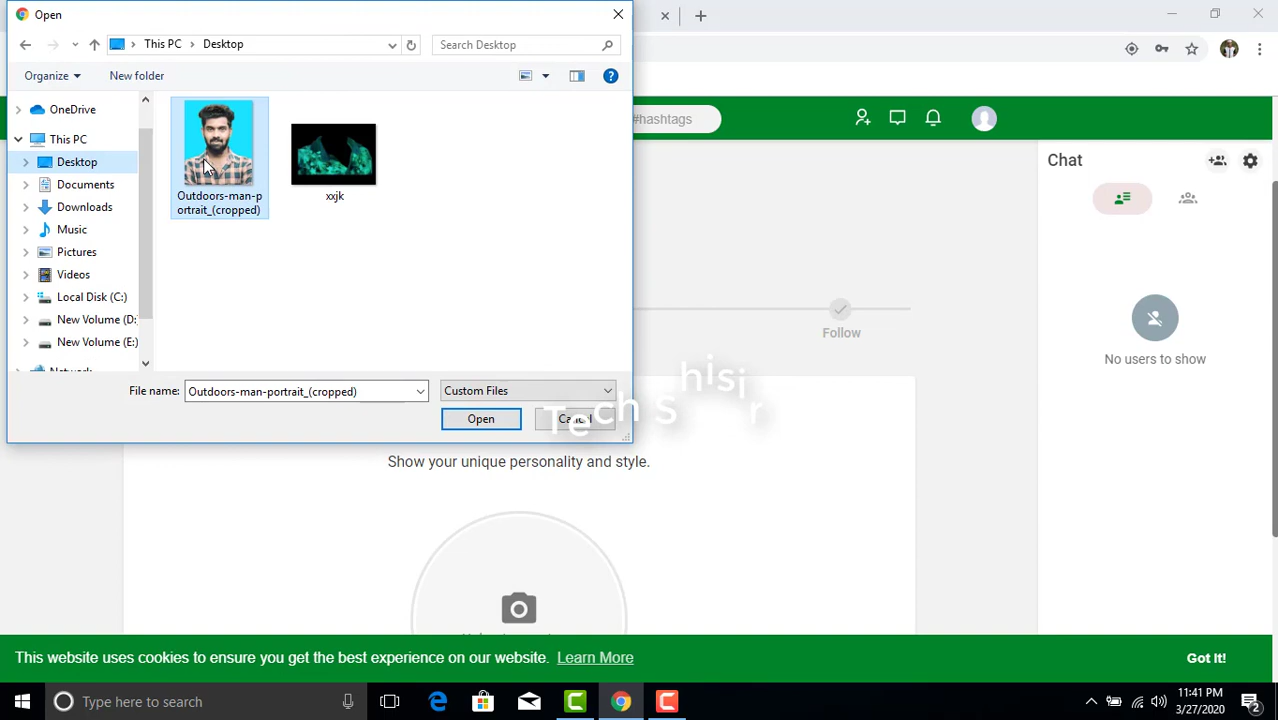 Open
This PC
Desktop
Search Desktop
Organize
New folder
OneDrive
This PC
Desktop
Documents
Downloads
Music
Pictures
Videos
Local Disk (C:)
New Volume (D:
New Volume (E:)
Outdoors-man-p
ortrait_(cropped)
xxjk
File name:
Outdoors-man-portrait_(cropped)
Custom Files
Open
Cancel
#hashtags
Chat
No users to show
Follow
Show your unique personality and style.
This website uses cookies to ensure you get the best experience on our website. Learn More
Got It!
Type here to search
11:41 PM
3/27/2020
2